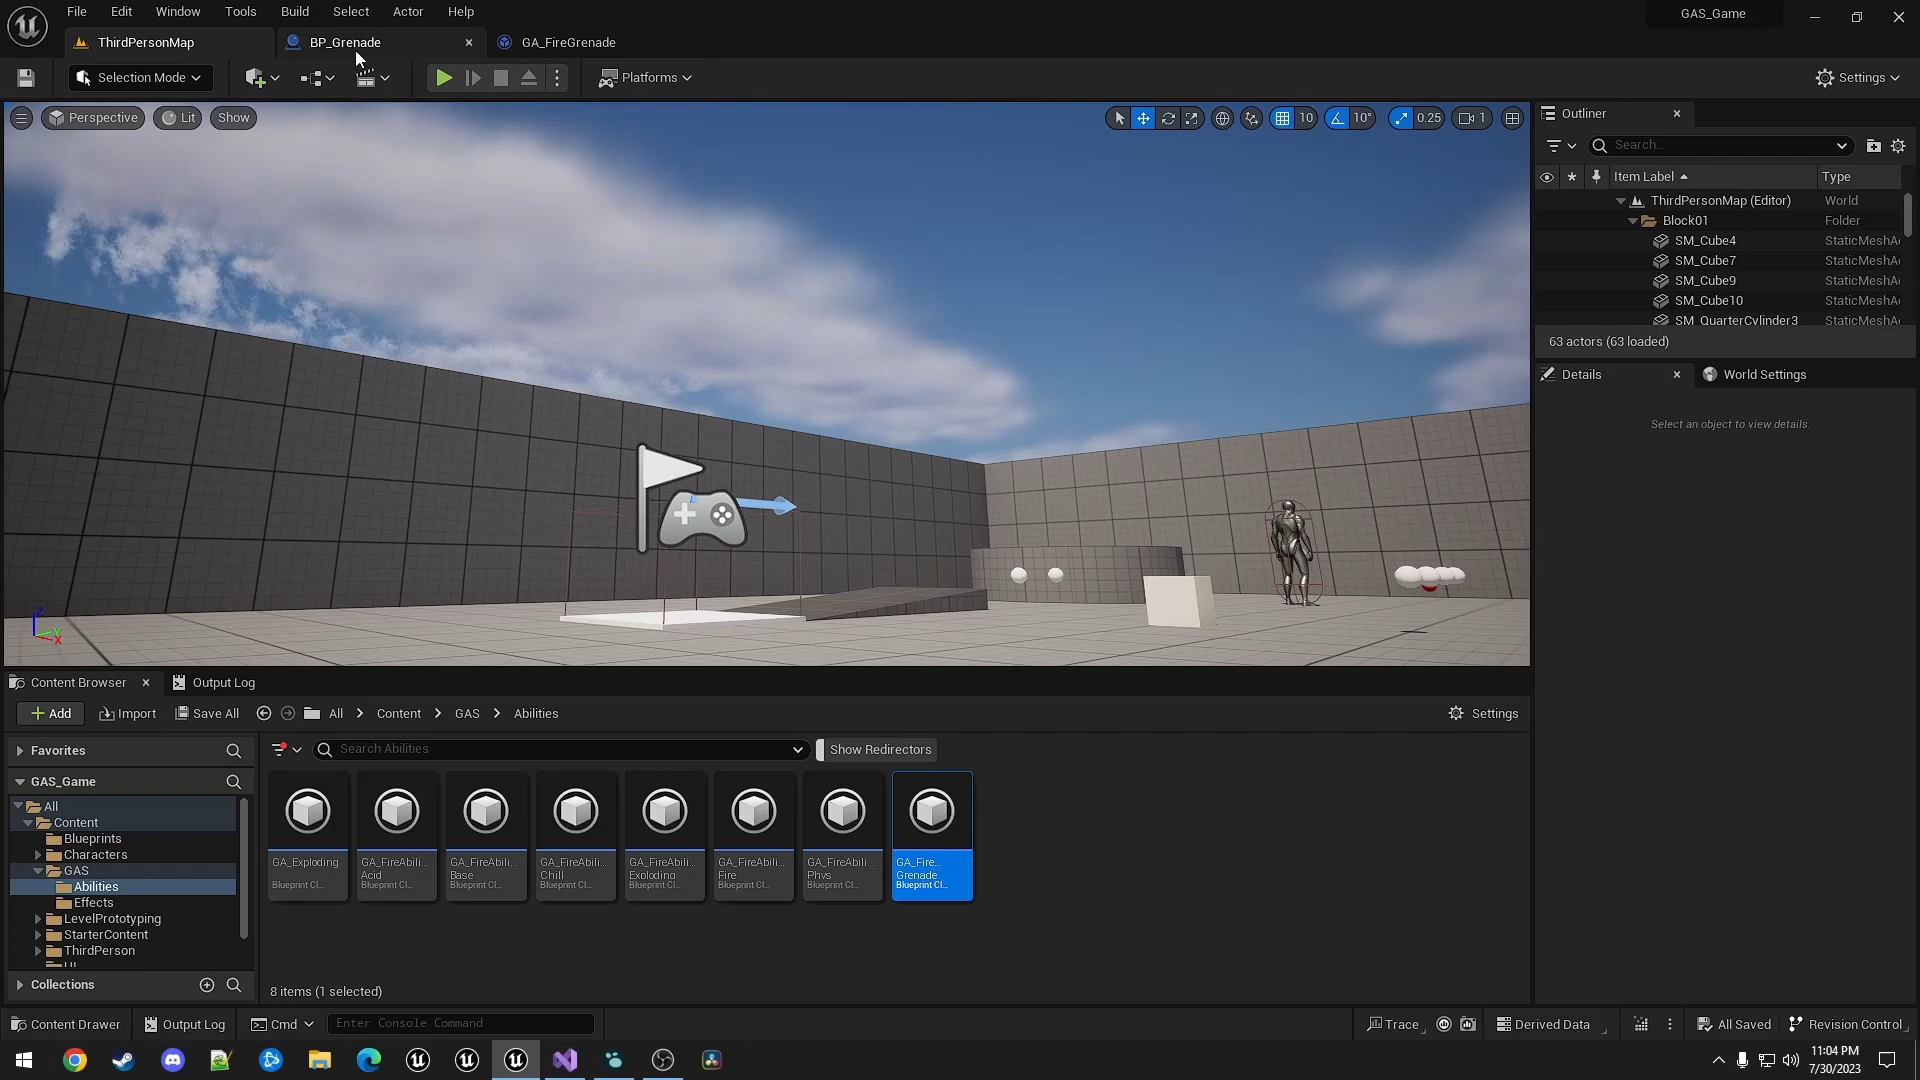 File Edit Window Tools Build Select Actor Help
GAS_Game
ThirdPersonMap
BP_Grenade
GA_FireGrenade
Selection Mode
Platforms
Settings
Perspective
Lit
Show
10
10°
0.25
1
Outliner
Search...
Item Label
Type
ThirdPersonMap (Editor) World
Block01 Folder
SM_Cube4 StaticMeshA
SM_Cube7 StaticMeshA
SM_Cube9 StaticMeshA
SM_Cube10 StaticMeshA
SM_QuarterCylinder3 StaticMeshA
63 actors (63 loaded)
Details
World Settings
Select an object to view details.
Z
Y
X
Content Browser
Output Log
Add
Import
Save All
All
Content
GAS
Abilities
Settings
Favorites
Search Abilities
Show Redirectors
GAS_Game
All
Content
Blueprints
Characters
GAS
Abilities
Effects
LevelPrototyping
StarterContent
ThirdPerson
Collections
GA_Exploding
Blueprint Cl...
GA_FireAbili...
Acid
Blueprint Cl...
GA_FireAbili...
Base
Blueprint Cl...
GA_FireAbili...
Chill
Blueprint Cl...
GA_FireAbili...
Exploding
Blueprint Cl...
GA_FireAbili...
Fire
Blueprint Cl...
GA_FireAbili...
Phys
Blueprint Cl...
GA_Fire...
Grenade
Blueprint Cl...
8 items (1 selected)
Content Drawer
Output Log
Cmd
Enter Console Command
Trace
Derived Data
All Saved
Revision Control
11:04 PM
7/30/2023